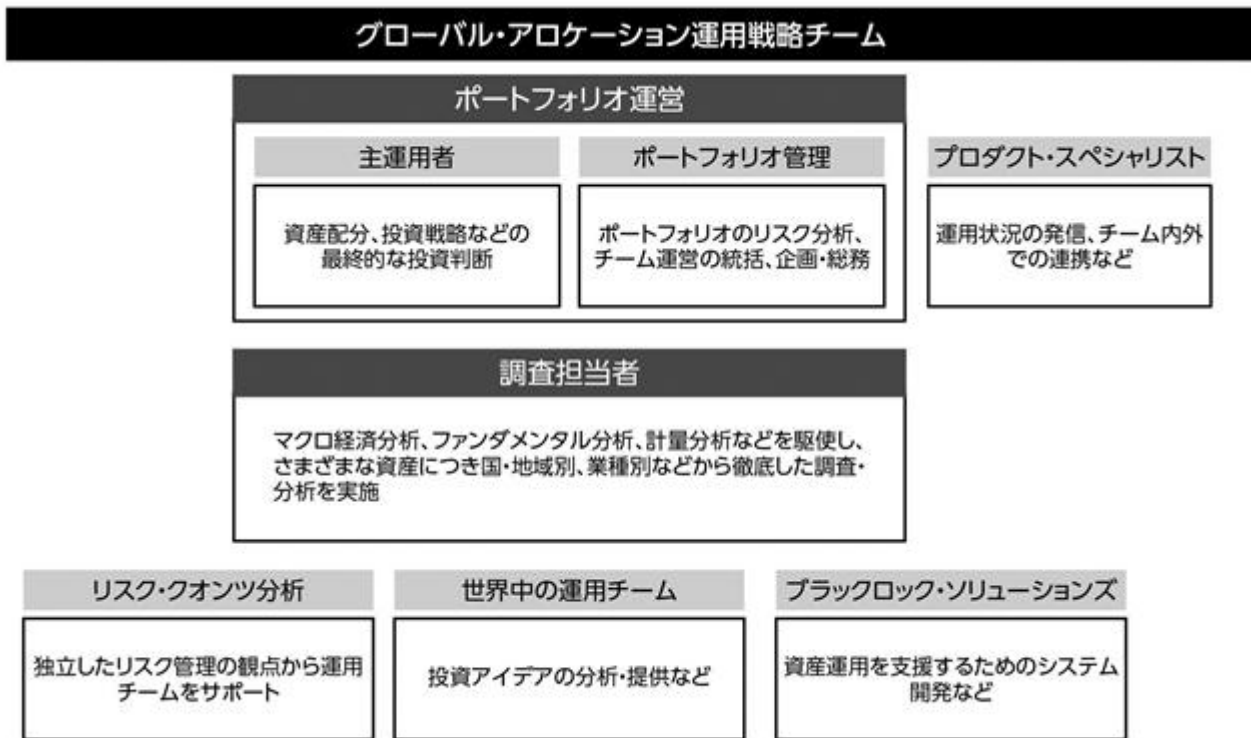 グローバル・アロケーション運用戦略チーム
ポートフォリオ運営
主運用者
資産配分、投資戦略などの
最終的な投資判断
ポートフォリオ管理
ポートフォリオのリスク分析、
チーム運営の統括、企画・総務
プロダクト・スペシャリスト
運用状況の発信、チーム内外
での連携など
調査担当者
マクロ経済分析、ファンダメンタル分析、計量分析などを駆使し、
さまざまな資産につき国・地域別、業種別などから徹底した調査・
分析を実施
リスク・クオンツ分析
独立したリスク管理の観点から運用
チームをサポート
世界中の運用チーム
投資アイデアの分析・提供など
ブラックロック・ソリューションズ
資産運用を支援するためのシステム
開発など